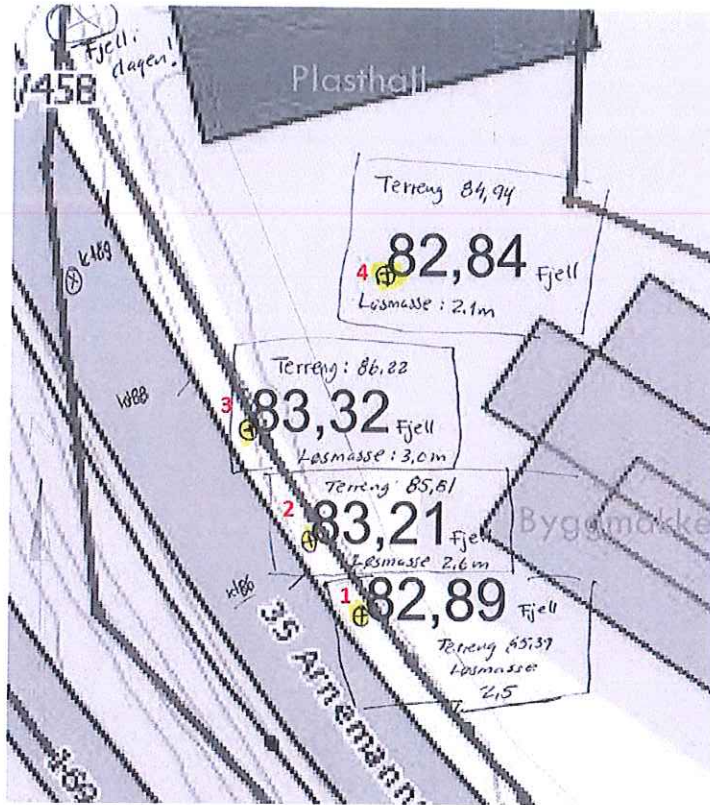 Fjell i
dagen!
V458
Plasthall
Terreng 84,94
4 82,84 Fjell
Løsmasse : 2,1m
k189
Terreng : 86,22
3 83,32 Fjell
Løsmasse : 3,0m
k188
Terreng 85,81
2 83,21 Fjell
Løsmasse 2,6m
Byggmakke
k186
1 82,89 Fjell
Terreng 85,39
Løsmasse
2,5
35 Arnemanns